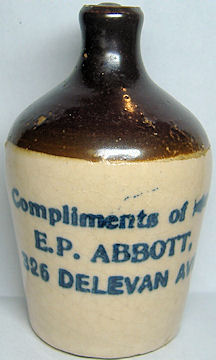 Compliments of
E.P. ABBOTT,
326 DELEVAN AV